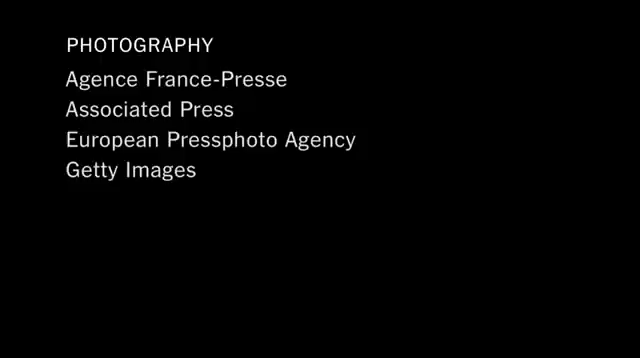 PHOTOGRAPHY
Agence France-Presse
Associated Press
European Pressphoto Agency
Getty Images